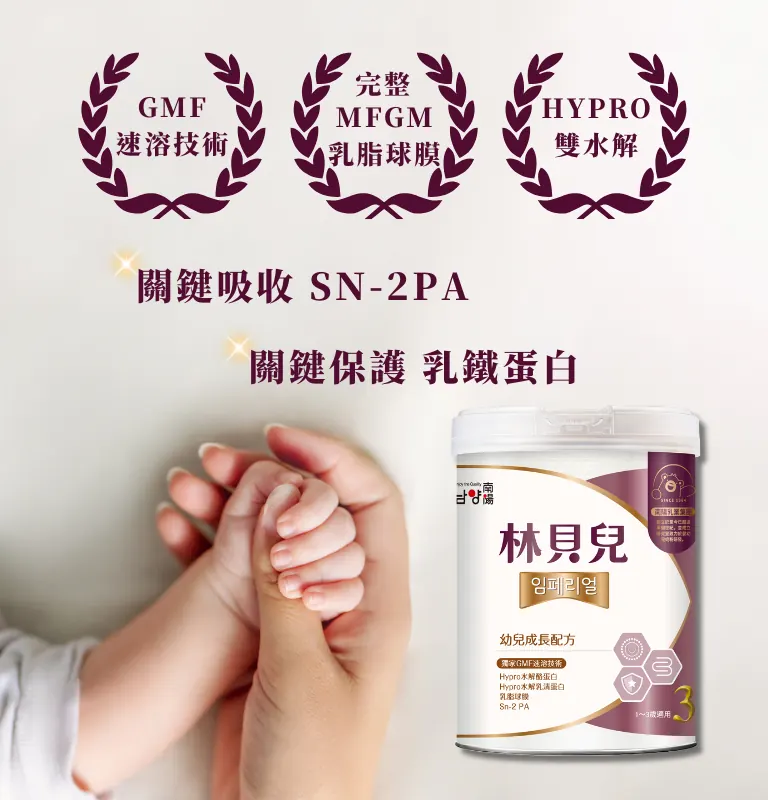 GMF
速溶技術
完整
MFGM
乳脂球膜
HYPRO
雙水解
關鍵吸收 SN-2PA
關鍵保護 乳鐵蛋白
南陽
林貝兒
임페리얼
幼兒成長配方
獨家GMF速溶技術
Hypro水解酪蛋白
Hypro水解乳清蛋白
乳脂球膜
Sn-2 PA
1~3歲適用 3